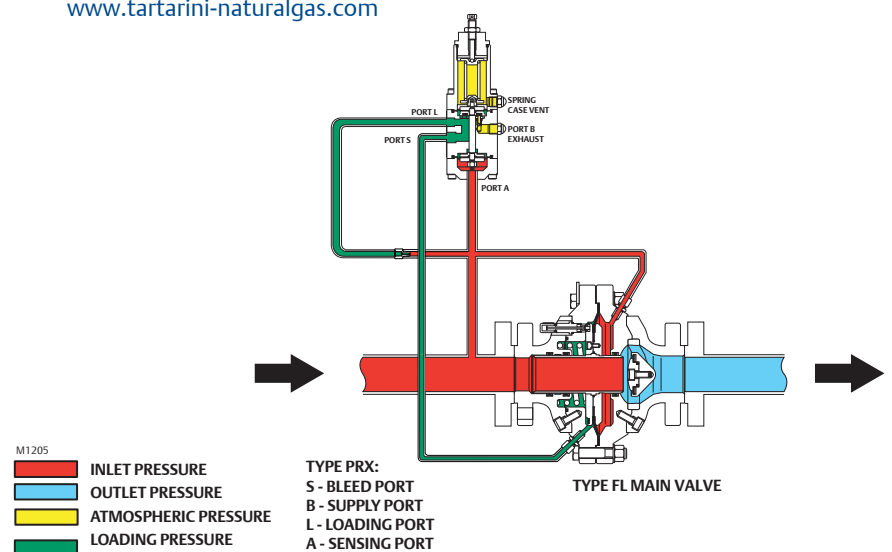 www.tartarini-naturalgas.com
SPRING
CASE VENT
PORT L
PORT B
EXHAUST
PORT S
PORT A
M1205
INLET PRESSURE
OUTLET PRESSURE
ATMOSPHERIC PRESSURE
LOADING PRESSURE
TYPE PRX:
S - BLEED PORT
B - SUPPLY PORT
L - LOADING PORT
A - SENSING PORT
TYPE FL MAIN VALVE